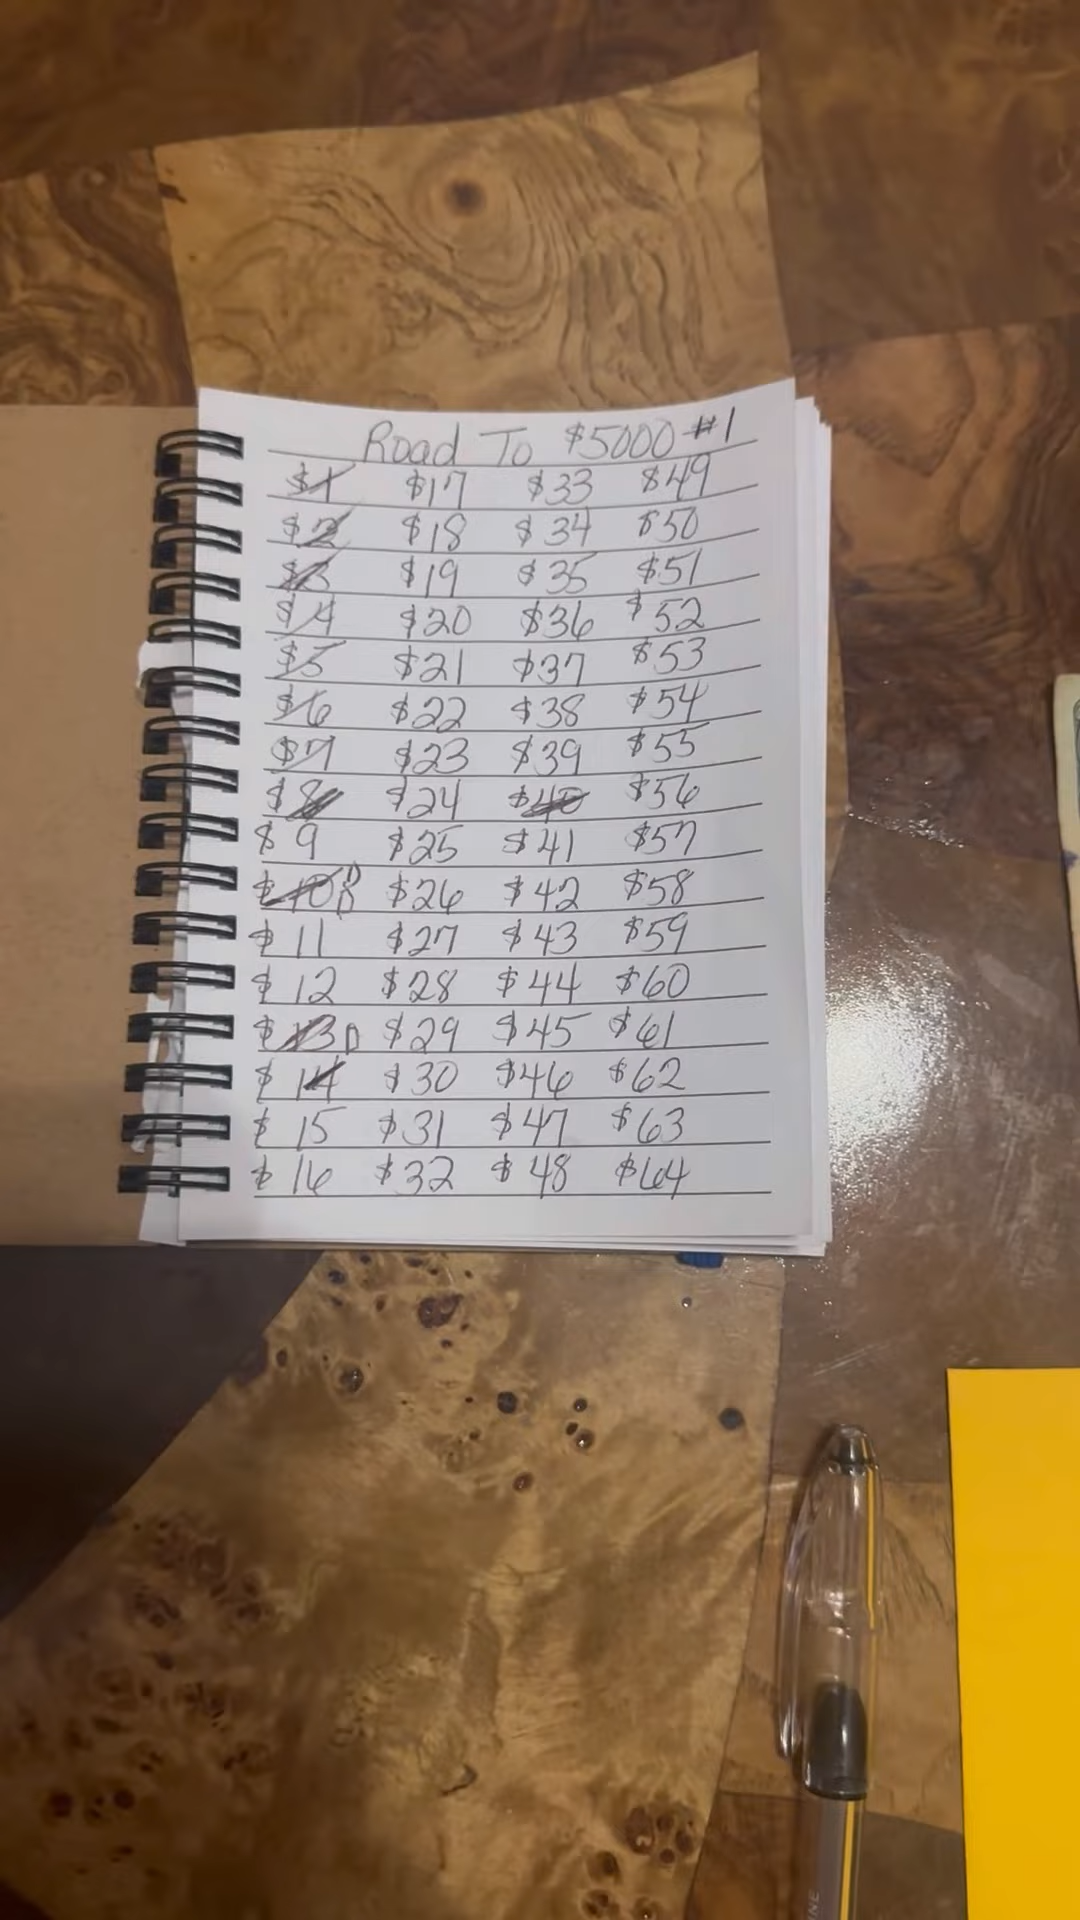 Road To $5000 #1
$1 $17 $33 $49
$2 $18 $34 $50
$3 $19 $35 $51
$4 $20 $36 $52
$5 $21 $37 $53
$6 $22 $38 $54
$7 $23 $39 $55
$8 $24 $40 $56
$9 $25 $41 $57
$10 $26 $42 $58
$11 $27 $43 $59
$12 $28 $44 $60
$13 D $29 $45 $61
$14 $30 $46 $62
$15 $31 $47 $63
$16 $32 $48 $64